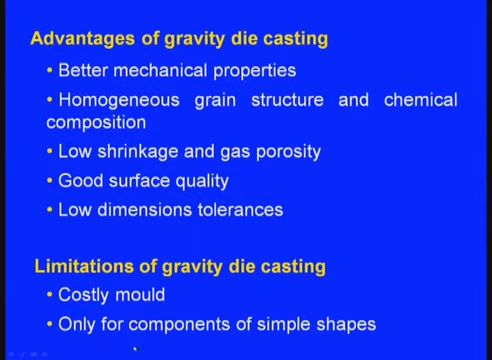 Advantages of gravity die casting
• Better mechanical properties
• Homogeneous grain structure and chemical
composition
• Low shrinkage and gas porosity
• Good surface quality
• Low dimensions tolerances
Limitations of gravity die casting
• Costly mould
• Only for components of simple shapes